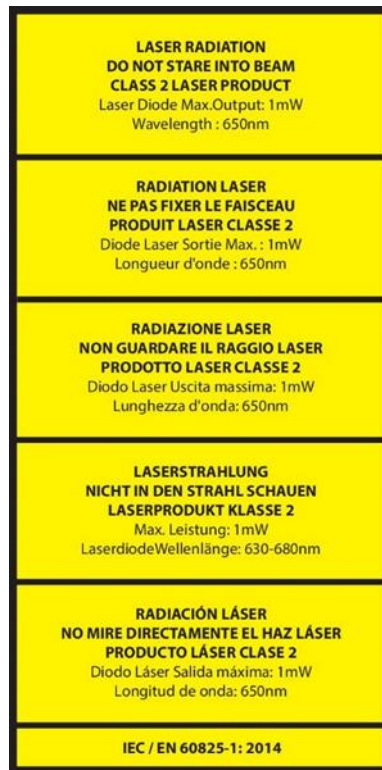 LASER RADIATION
DO NOT STARE INTO BEAM
CLASS 2 LASER PRODUCT
Laser Diode Max.Output: 1mW
Wavelength : 650nm
RADIATION LASER
NE PAS FIXER LE FAISCEAU
PRODUIT LASER CLASSE 2
Diode Laser Sortie Max. : 1mW
Longueur d'onde : 650nm
RADIAZIONE LASER
NON GUARDARE IL RAGGIO LASER
PRODOTTO LASER CLASSE 2
Diodo Laser Uscita massima: 1mW
Lunghezza d'onda: 650nm
LASERSTRAHLUNG
NICHT IN DEN STRAHL SCHAUEN
LASERPRODUKT KLASSE 2
Max. Leistung: 1mW
LaserdiodeWellenlänge: 630-680nm
RADIACIÓN LÁSER
NO MIRE DIRECTAMENTE EL HAZ LÁSER
PRODUCTO LÁSER CLASE 2
Diodo Láser Salida máxima: 1mW
Longitud de onda: 650nm
IEC / EN 60825-1: 2014